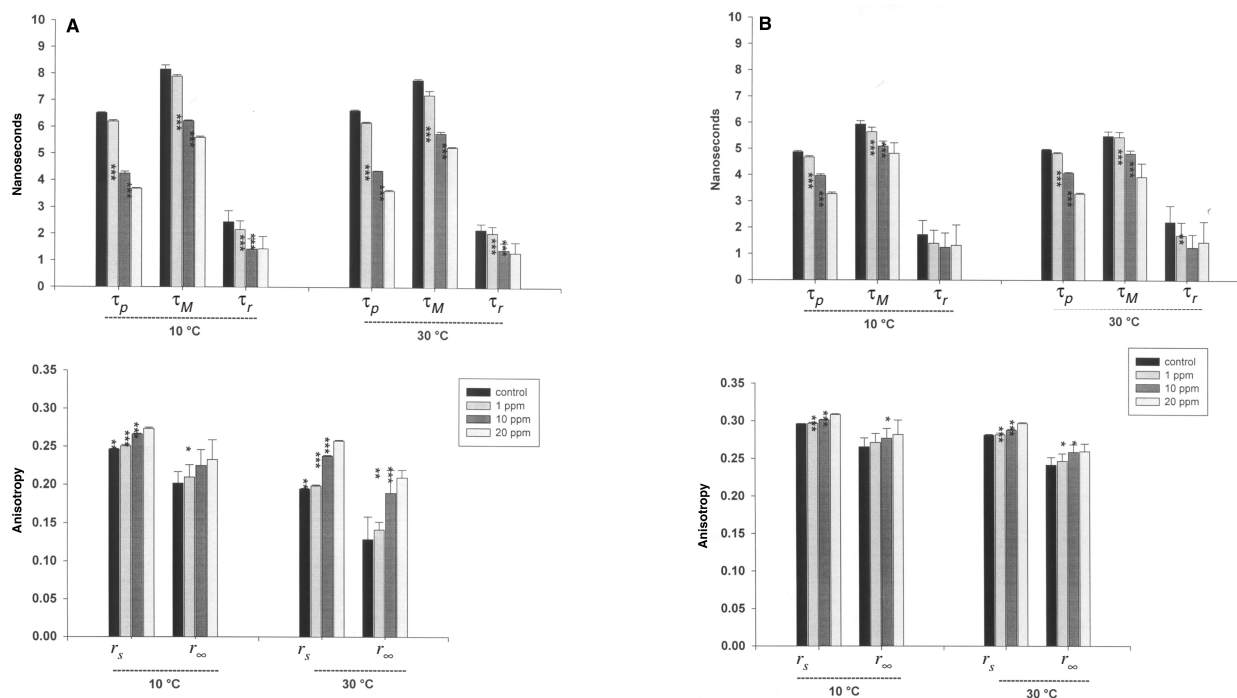 A
Nanoseconds
10
9
8
7
6
5
4
3
2
1
0
*** *** *** *** *** ***
*** *** *** *** *** ***
τp τM τr τp τM τr
10 °C 30 °C
B
Nanoseconds
10
9
8
7
6
5
4
3
2
1
0
*** *** *** ***
*** *** *** *** **
τp τM τr τp τM τr
10 °C 30 °C
Anisotropy
0.35
0.30
0.25
0.20
0.15
0.10
0.05
0.00
* *** *** *
** *** *** ** ***
control
1 ppm
10 ppm
20 ppm
rs r∞ rs r∞
10 °C 30 °C
Anisotropy
0.35
0.30
0.25
0.20
0.15
0.10
0.05
0.00
*** *** *
*** *** * *
control
1 ppm
10 ppm
20 ppm
rs r∞ rs r∞
10 °C 30 °C